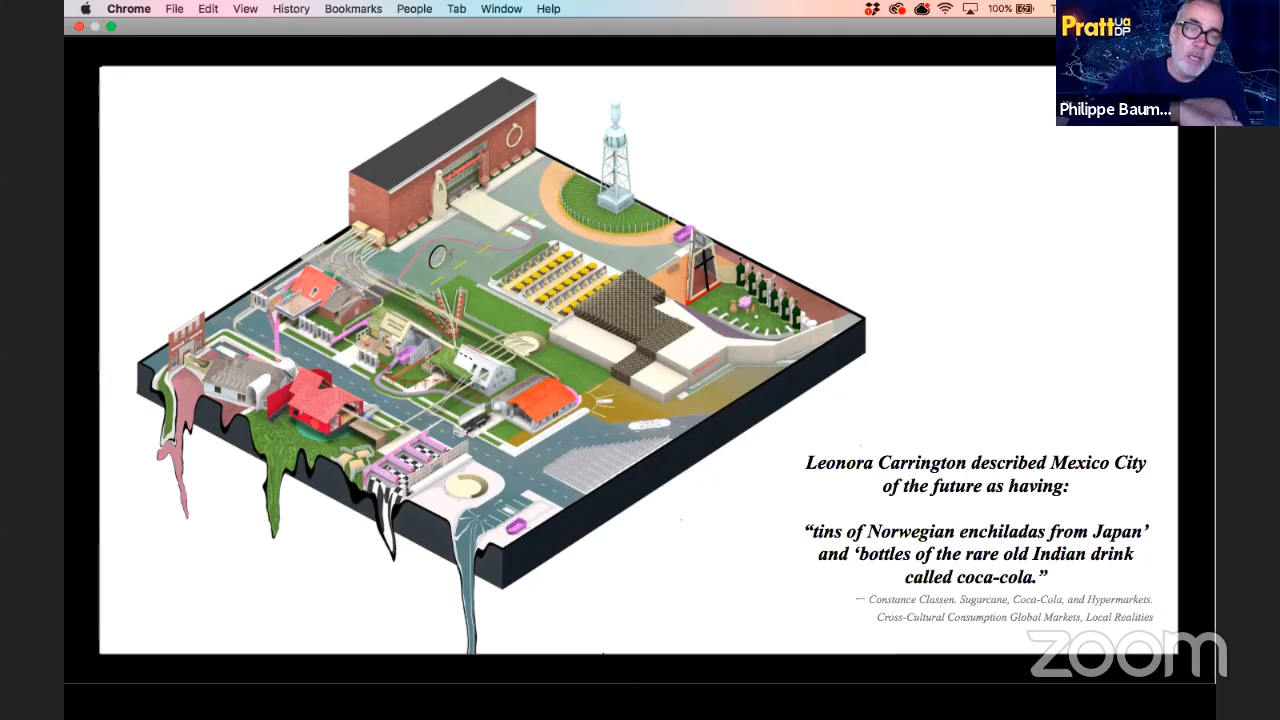 Chrome File Edit View History Bookmarks People Tab Window Help
100%
Pratt UA DP
Philippe Baum...
Leonora Carrington described Mexico City
of the future as having:
“tins of Norwegian enchiladas from Japan’
and ‘bottles of the rare old Indian drink
called coca-cola.”
— Constance Classen. Sugarcane, Coca-Cola, and Hypermarkets.
Cross-Cultural Consumption Global Markets, Local Realities
zoom